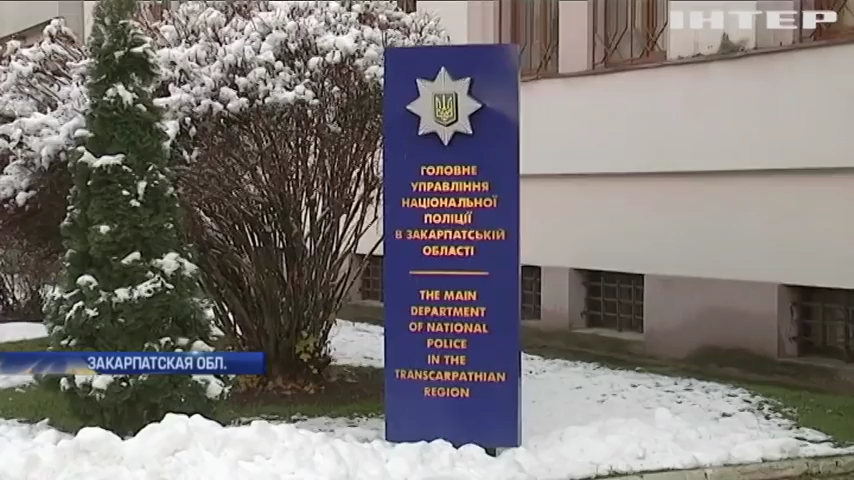 ІНТЕР
ГОЛОВНЕ
УПРАВЛІННЯ
НАЦІОНАЛЬНОЇ
ПОЛІЦІЇ
В ЗАКАРПАТСЬКІЙ
ОБЛАСТІ
THE MAIN
DEPARTMENT
OF NATIONAL
POLICE
IN THE
TRANSCARPATHIAN
REGION
ЗАКАРПАТСКАЯ ОБЛ.